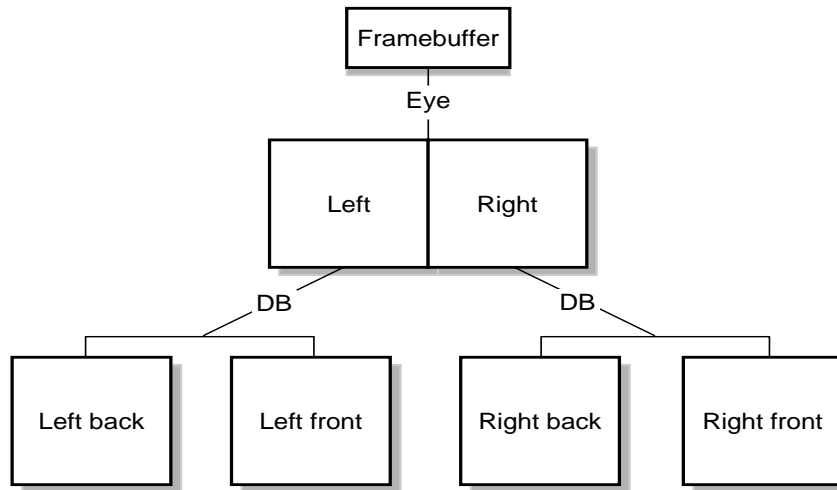 Framebuffer
Eye
Left
Right
DB
DB
Left back
Left front
Right back
Right front